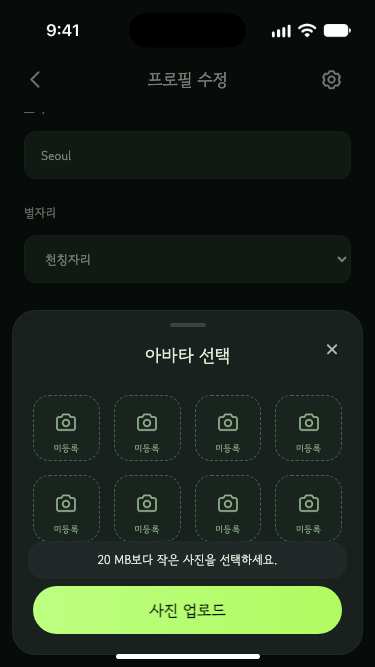 9:41
프로필 수정
Seoul
별자리
천칭자리
아바타 선택
미등록 미등록 미등록 미등록
미등록 미등록 미등록 미등록
20 MB보다 작은 사진을 선택하세요.
사진 업로드